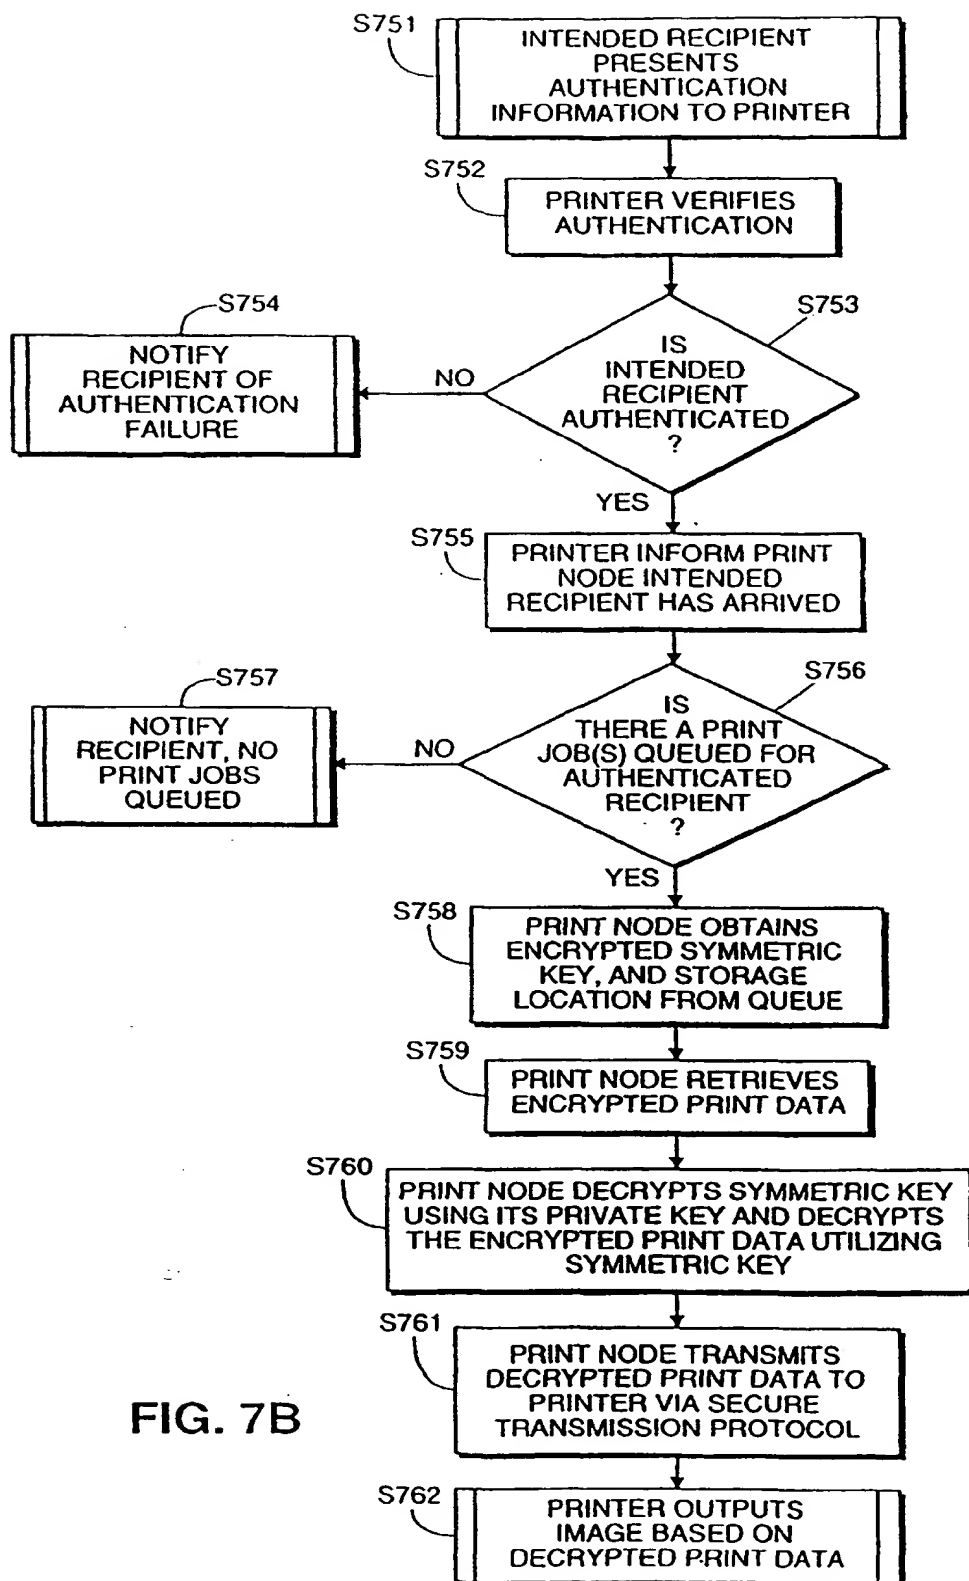 S751
INTENDED RECIPIENT
PRESENTS
AUTHENTICATION
INFORMATION TO PRINTER
S752
PRINTER VERIFIES
AUTHENTICATION
S754
NOTIFY
RECIPIENT OF
AUTHENTICATION
FAILURE
NO
S753
IS
INTENDED
RECIPIENT
AUTHENTICATED
?
YES
S755
PRINTER INFORM PRINT
NODE INTENDED
RECIPIENT HAS ARRIVED
S757
NOTIFY
RECIPIENT, NO
PRINT JOBS
QUEUED
NO
S756
IS
THERE A PRINT
JOB(S) QUEUED FOR
AUTHENTICATED
RECIPIENT
?
YES
S758
PRINT NODE OBTAINS
ENCRYPTED SYMMETRIC
KEY, AND STORAGE
LOCATION FROM QUEUE
S759
PRINT NODE RETRIEVES
ENCRYPTED PRINT DATA
S760
PRINT NODE DECRYPTS SYMMETRIC KEY
USING ITS PRIVATE KEY AND DECRYPTS
THE ENCRYPTED PRINT DATA UTILIZING
SYMMETRIC KEY
S761
PRINT NODE TRANSMITS
DECRYPTED PRINT DATA TO
PRINTER VIA SECURE
TRANSMISSION PROTOCOL
FIG. 7B
S762
PRINTER OUTPUTS
IMAGE BASED ON
DECRYPTED PRINT DATA